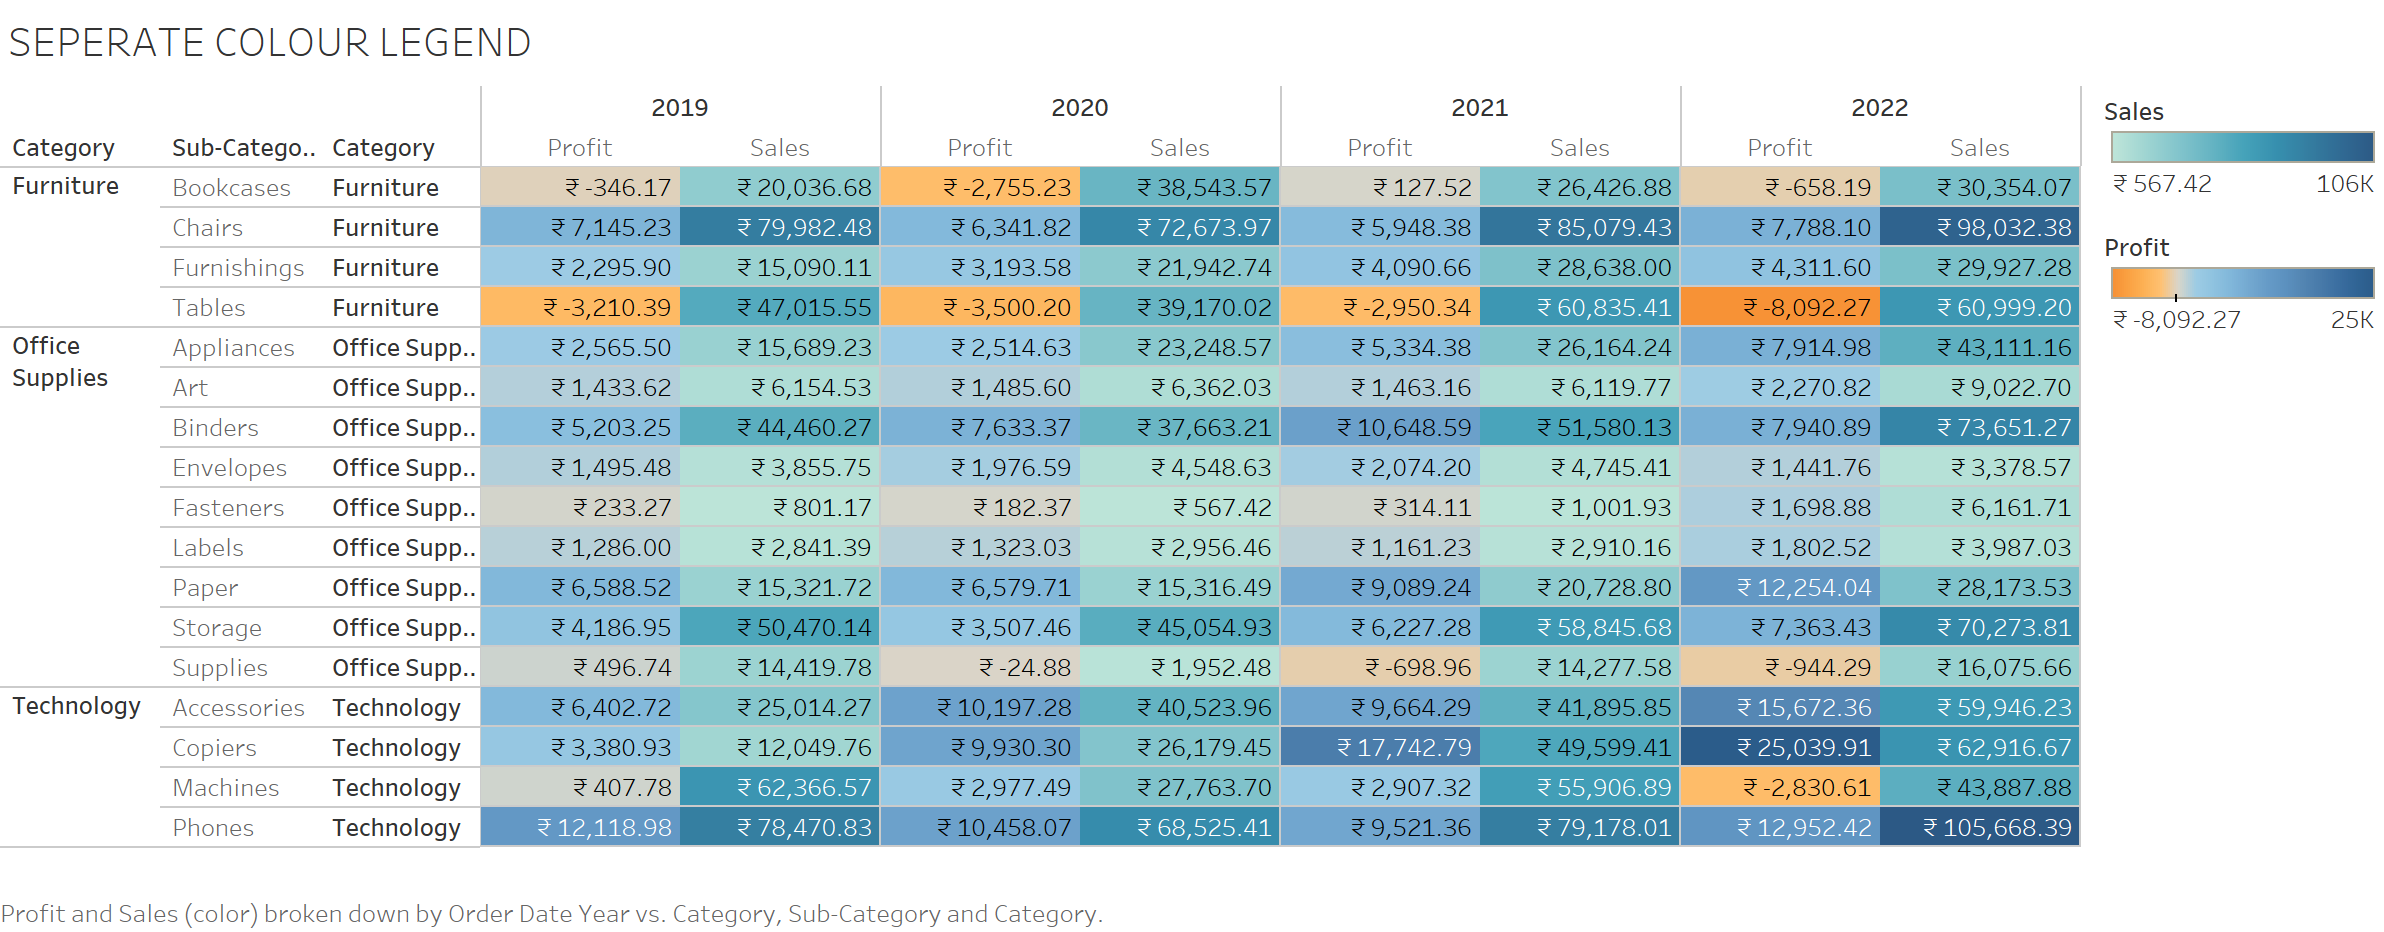 SEPERATE COLOUR LEGEND
2019 2020 2021 2022
Category Sub-Catego.. Category Profit Sales Profit Sales Profit Sales Profit Sales
Furniture Bookcases Furniture ₹ -346.17 ₹ 20,036.68 ₹ -2,755.23 ₹ 38,543.57 ₹ 127.52 ₹ 26,426.88 ₹ -658.19 ₹ 30,354.07
Chairs Furniture ₹ 7,145.23 ₹ 79,982.48 ₹ 6,341.82 ₹ 72,673.97 ₹ 5,948.38 ₹ 85,079.43 ₹ 7,788.10 ₹ 98,032.38
Furnishings Furniture ₹ 2,295.90 ₹ 15,090.11 ₹ 3,193.58 ₹ 21,942.74 ₹ 4,090.66 ₹ 28,638.00 ₹ 4,311.60 ₹ 29,927.28
Tables Furniture ₹ -3,210.39 ₹ 47,015.55 ₹ -3,500.20 ₹ 39,170.02 ₹ -2,950.34 ₹ 60,835.41 ₹ -8,092.27 ₹ 60,999.20
Office Supplies Appliances Office Supp.. ₹ 2,565.50 ₹ 15,689.23 ₹ 2,514.63 ₹ 23,248.57 ₹ 5,334.38 ₹ 26,164.24 ₹ 7,914.98 ₹ 43,111.16
Art Office Supp.. ₹ 1,433.62 ₹ 6,154.53 ₹ 1,485.60 ₹ 6,362.03 ₹ 1,463.16 ₹ 6,119.77 ₹ 2,270.82 ₹ 9,022.70
Binders Office Supp.. ₹ 5,203.25 ₹ 44,460.27 ₹ 7,633.37 ₹ 37,663.21 ₹ 10,648.59 ₹ 51,580.13 ₹ 7,940.89 ₹ 73,651.27
Envelopes Office Supp.. ₹ 1,495.48 ₹ 3,855.75 ₹ 1,976.59 ₹ 4,548.63 ₹ 2,074.20 ₹ 4,745.41 ₹ 1,441.76 ₹ 3,378.57
Fasteners Office Supp.. ₹ 233.27 ₹ 801.17 ₹ 182.37 ₹ 567.42 ₹ 314.11 ₹ 1,001.93 ₹ 1,698.88 ₹ 6,161.71
Labels Office Supp.. ₹ 1,286.00 ₹ 2,841.39 ₹ 1,323.03 ₹ 2,956.46 ₹ 1,161.23 ₹ 2,910.16 ₹ 1,802.52 ₹ 3,987.03
Paper Office Supp.. ₹ 6,588.52 ₹ 15,321.72 ₹ 6,579.71 ₹ 15,316.49 ₹ 9,089.24 ₹ 20,728.80 ₹ 12,254.04 ₹ 28,173.53
Storage Office Supp.. ₹ 4,186.95 ₹ 50,470.14 ₹ 3,507.46 ₹ 45,054.93 ₹ 6,227.28 ₹ 58,845.68 ₹ 7,363.43 ₹ 70,273.81
Supplies Office Supp.. ₹ 496.74 ₹ 14,419.78 ₹ -24.88 ₹ 1,952.48 ₹ -698.96 ₹ 14,277.58 ₹ -944.29 ₹ 16,075.66
Technology Accessories Technology ₹ 6,402.72 ₹ 25,014.27 ₹ 10,197.28 ₹ 40,523.96 ₹ 9,664.29 ₹ 41,895.85 ₹ 15,672.36 ₹ 59,946.23
Copiers Technology ₹ 3,380.93 ₹ 12,049.76 ₹ 9,930.30 ₹ 26,179.45 ₹ 17,742.79 ₹ 49,599.41 ₹ 25,039.91 ₹ 62,916.67
Machines Technology ₹ 407.78 ₹ 62,366.57 ₹ 2,977.49 ₹ 27,763.70 ₹ 2,907.32 ₹ 55,906.89 ₹ -2,830.61 ₹ 43,887.88
Phones Technology ₹ 12,118.98 ₹ 78,470.83 ₹ 10,458.07 ₹ 68,525.41 ₹ 9,521.36 ₹ 79,178.01 ₹ 12,952.42 ₹ 105,668.39
Sales
₹ 567.42 106K
Profit
₹ -8,092.27 25K
Profit and Sales (color) broken down by Order Date Year vs. Category, Sub-Category and Category.